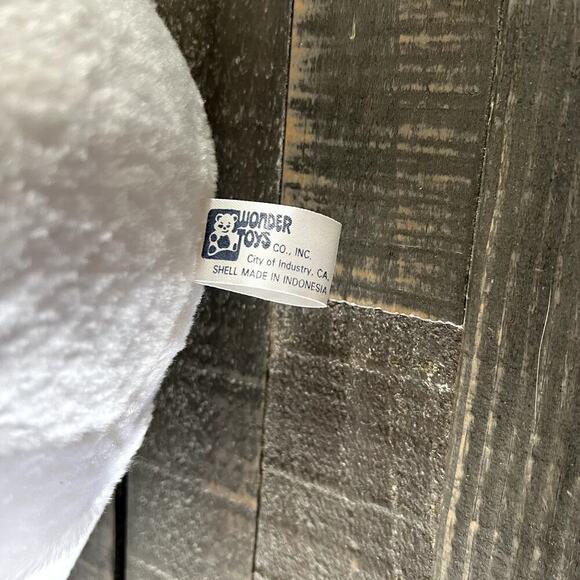 WONDER
TOYS CO., INC.
City of Industry, CA.
SHELL MADE IN INDONESIA